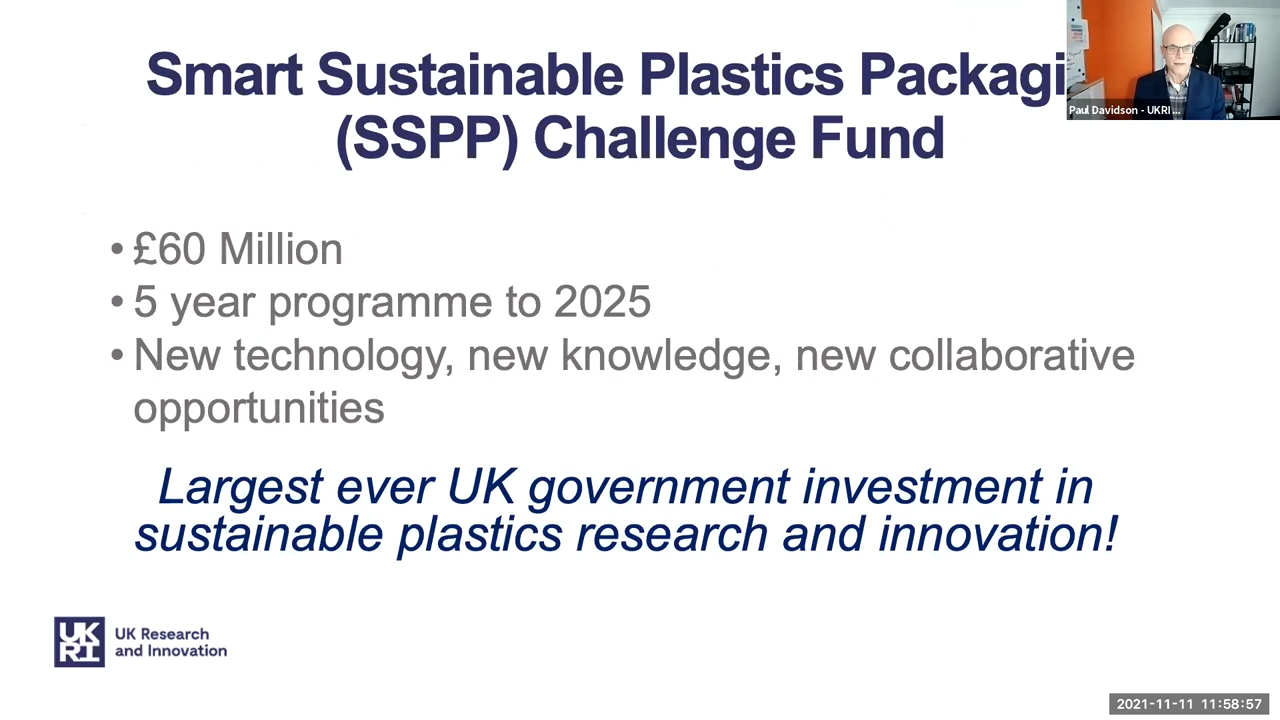 Smart Sustainable Plastics Packagi
(SSPP) Challenge Fund
Paul Davidson - UKRI ...
• £60 Million
• 5 year programme to 2025
• New technology, new knowledge, new collaborative
opportunities
Largest ever UK government investment in
sustainable plastics research and innovation!
UK
RI
UK Research
and Innovation
2021-11-11 11:58:57